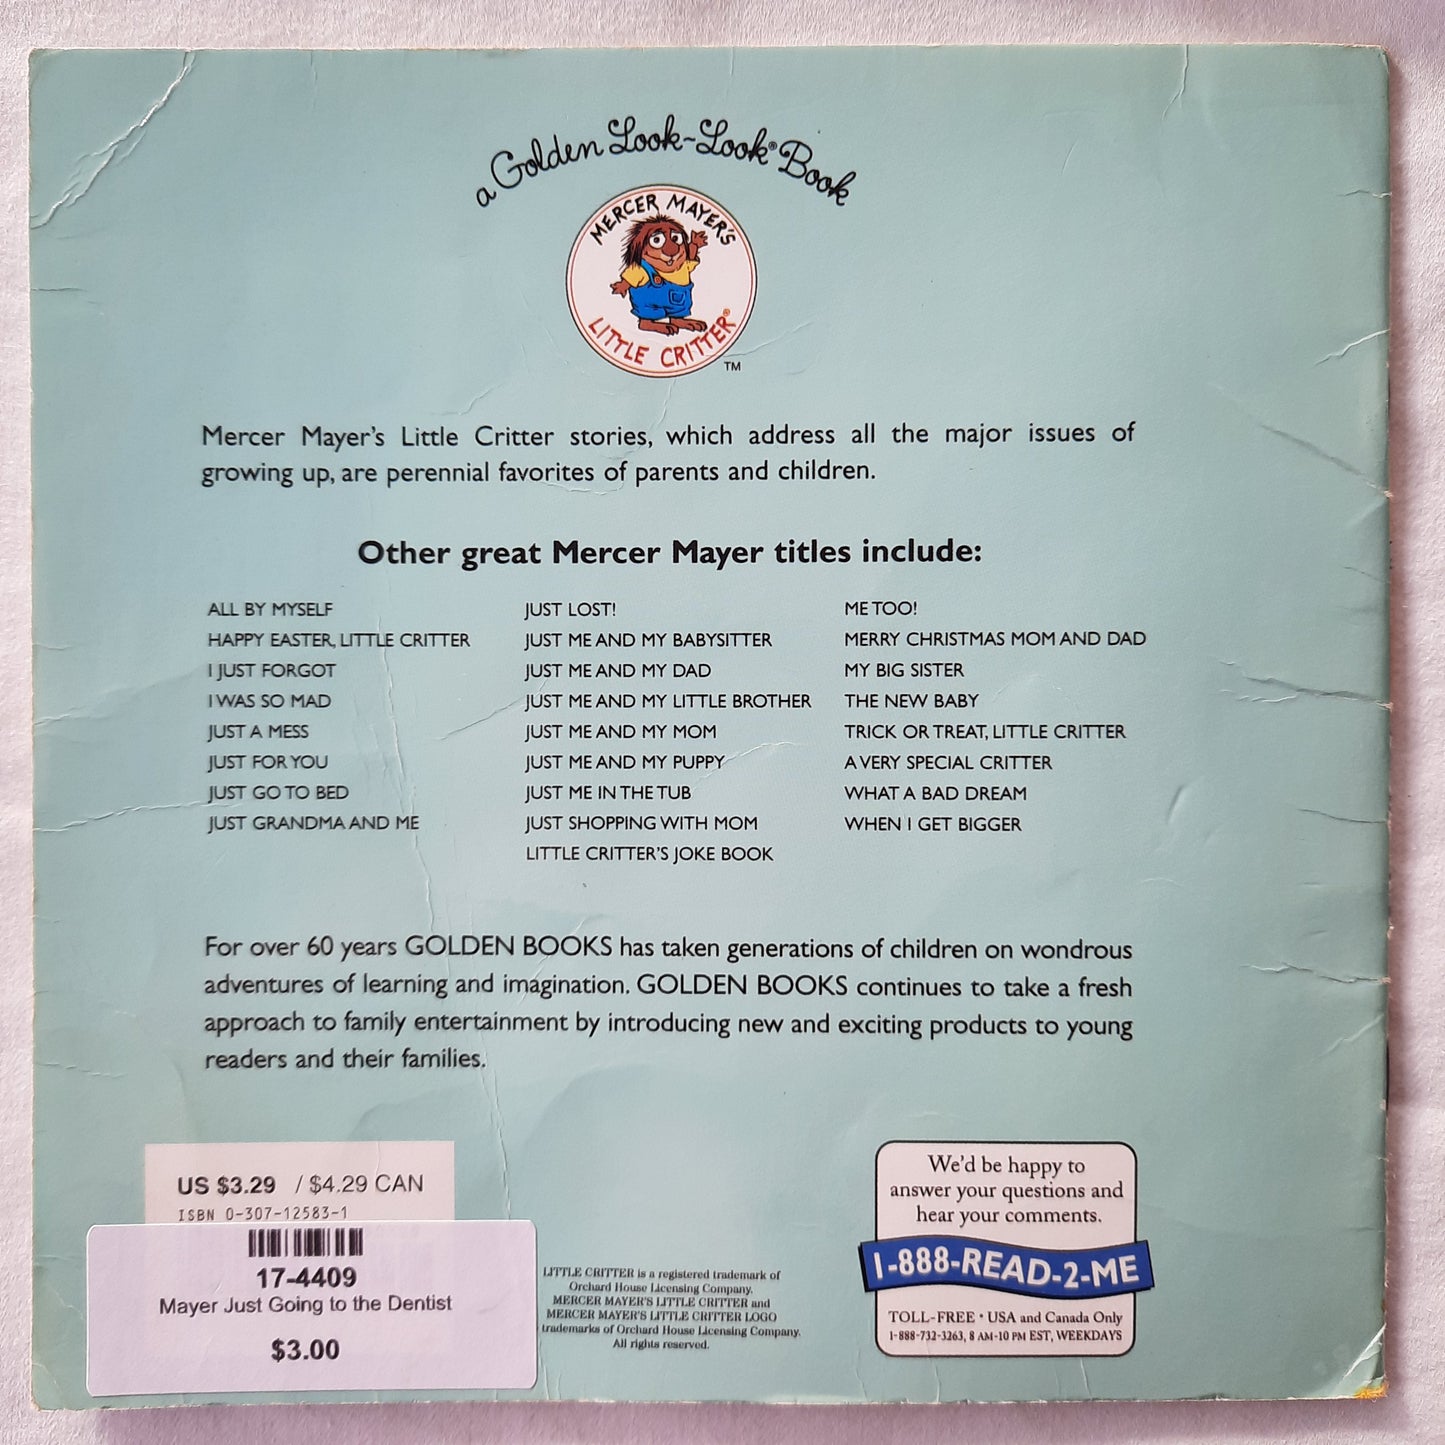 a Golden Look-Look® Book
MERCER MAYER'S
LITTLE CRITTER®
TM
Mercer Mayer's Little Critter stories, which address all the major issues of
growing up, are perennial favorites of parents and children.
Other great Mercer Mayer titles include:
ALL BY MYSELF
HAPPY EASTER, LITTLE CRITTER
I JUST FORGOT
I WAS SO MAD
JUST A MESS
JUST FOR YOU
JUST GO TO BED
JUST GRANDMA AND ME
JUST LOST!
JUST ME AND MY BABYSITTER
JUST ME AND MY DAD
JUST ME AND MY LITTLE BROTHER
JUST ME AND MY MOM
JUST ME AND MY PUPPY
JUST ME IN THE TUB
JUST SHOPPING WITH MOM
LITTLE CRITTER'S JOKE BOOK
ME TOO!
MERRY CHRISTMAS MOM AND DAD
MY BIG SISTER
THE NEW BABY
TRICK OR TREAT, LITTLE CRITTER
A VERY SPECIAL CRITTER
WHAT A BAD DREAM
WHEN I GET BIGGER
For over 60 years GOLDEN BOOKS has taken generations of children on wondrous
adventures of learning and imagination. GOLDEN BOOKS continues to take a fresh
approach to family entertainment by introducing new and exciting products to young
readers and their families.
US $3.29 / $4.29 CAN
ISBN 0-307-12583-1
17-4409
Mayer Just Going to the Dentist
$3.00
LITTLE CRITTER is a registered trademark of
Orchard House Licensing Company.
MERCER MAYER'S LITTLE CRITTER and
MERCER MAYER'S LITTLE CRITTER LOGO
trademarks of Orchard House Licensing Company.
All rights reserved.
We'd be happy to
answer your questions and
hear your comments.
1-888-READ-2-ME
TOLL-FREE • USA and Canada Only
1-888-732-3263, 8 AM-10 PM EST, WEEKDAYS